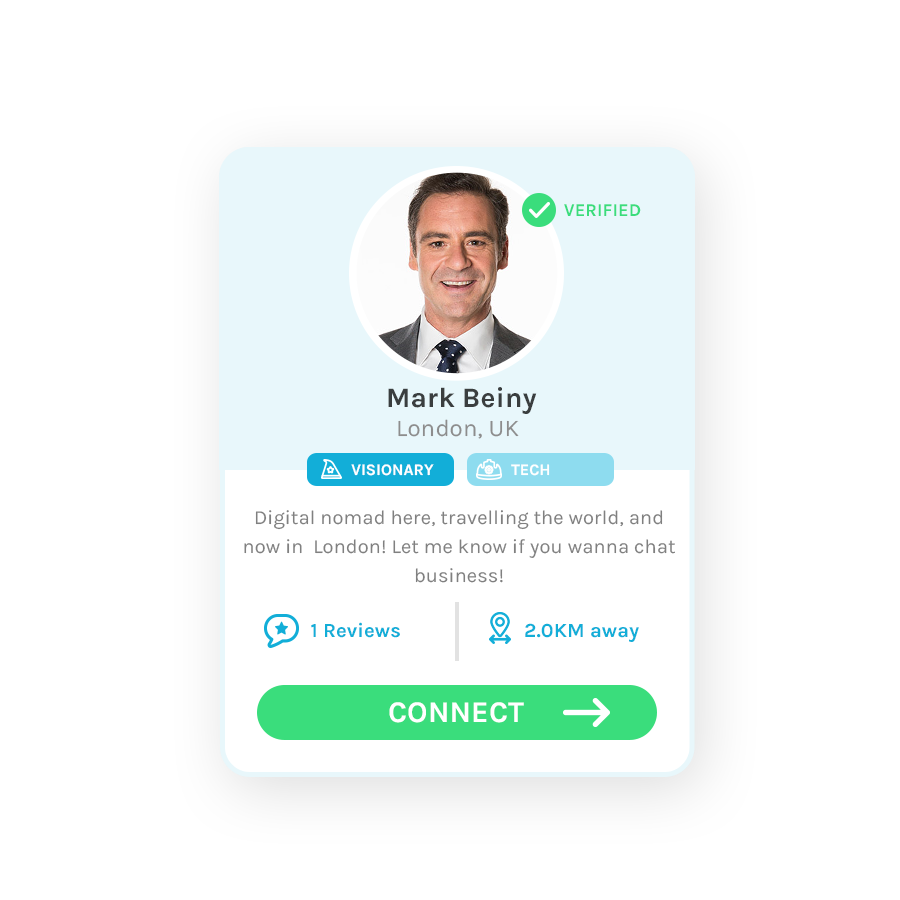 VERIFIED
Mark Beiny
London, UK
VISIONARY
TECH
Digital nomad here, travelling the world, and
now in  London! Let me know if you wanna chat
business!
1 Reviews
2.0KM away
CONNECT